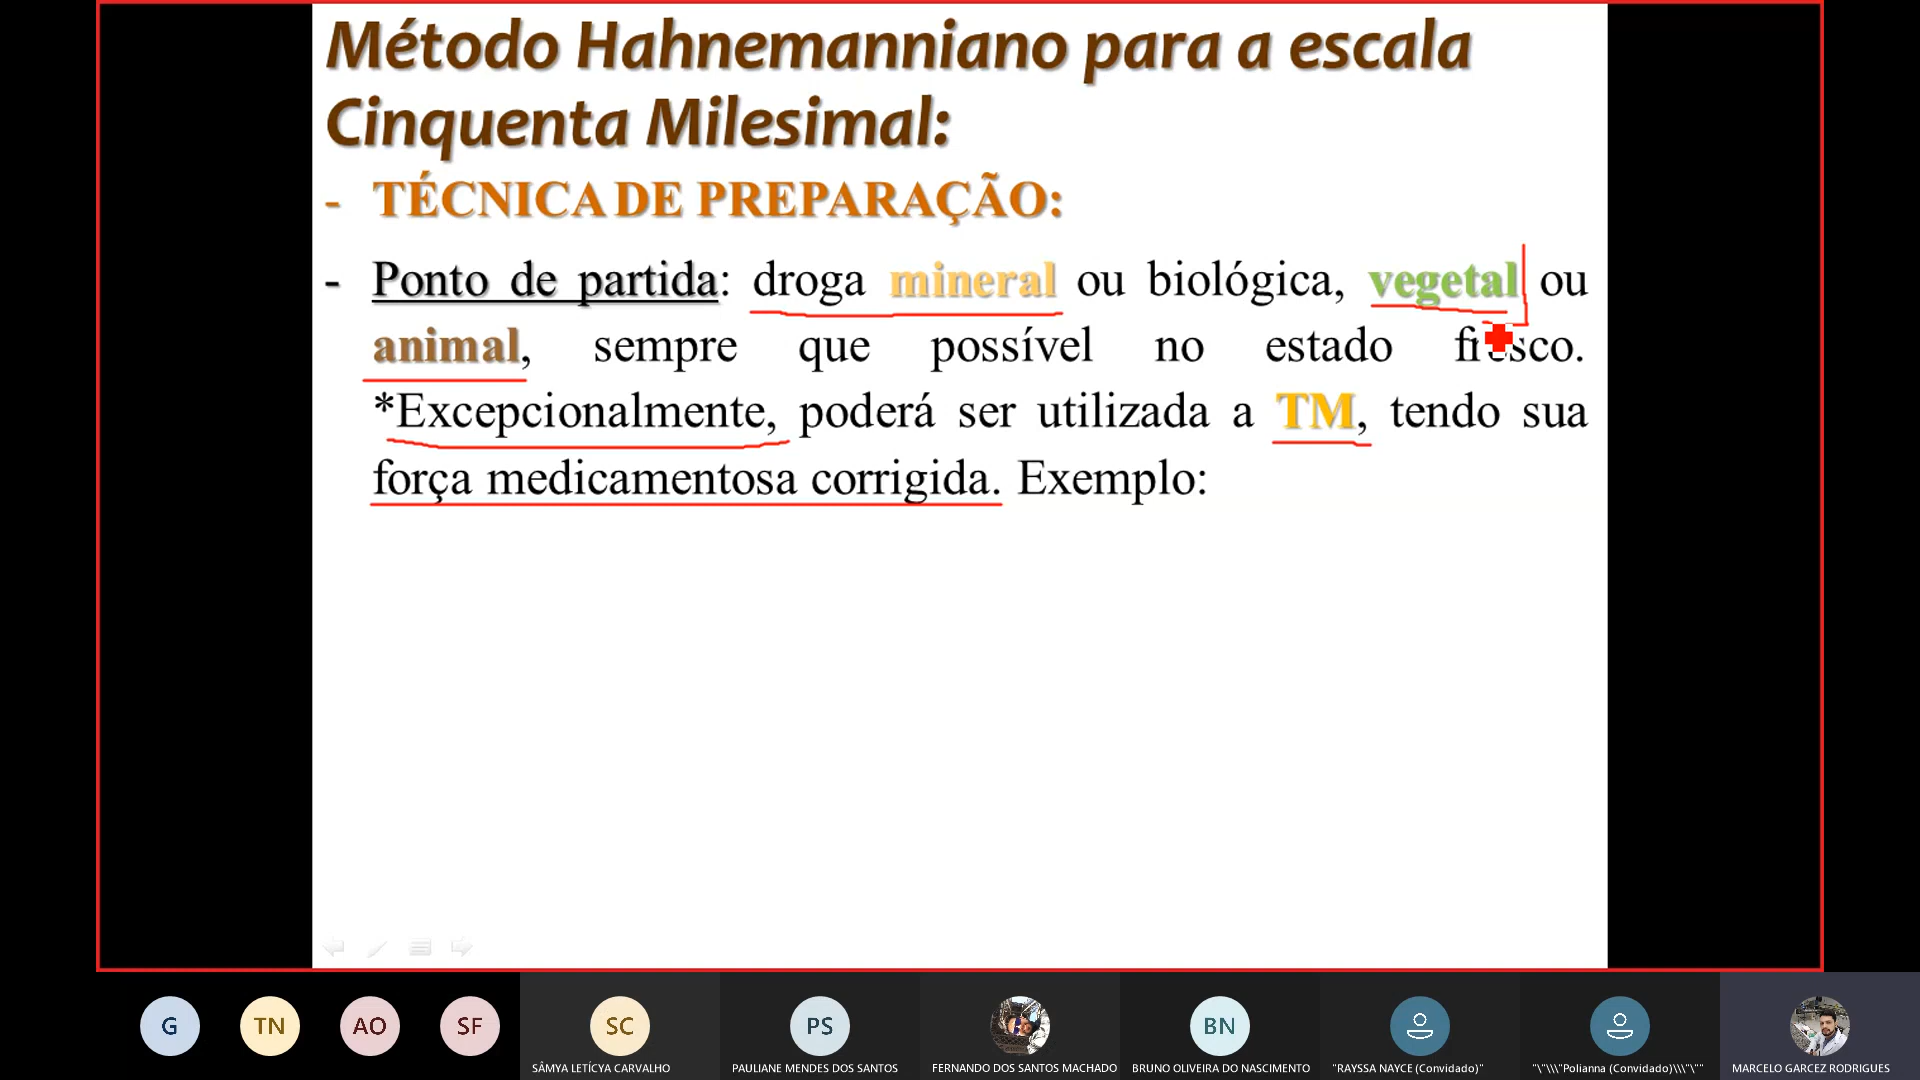 Método Hahnemanniano para a escala
Cinquenta Milesimal:
- TÉCNICA DE PREPARAÇÃO:
- Ponto de partida: droga mineral ou biológica, vegetal ou
animal, sempre que possível no estado fresco.
*Excepcionalmente, poderá ser utilizada a TM, tendo sua
força medicamentosa corrigida. Exemplo:
G TN AO SF SC PS BN
SÂMYA LETÍCYA CARVALHO PAULIANE MENDES DOS SANTOS FERNANDO DOS SANTOS MACHADO BRUNO OLIVEIRA DO NASCIMENTO "RAYSSA NAYCE (Convidado)" "\"\\\"Polianna (Convidado)\\\"\"" MARCELO GARCEZ RODRIGUES